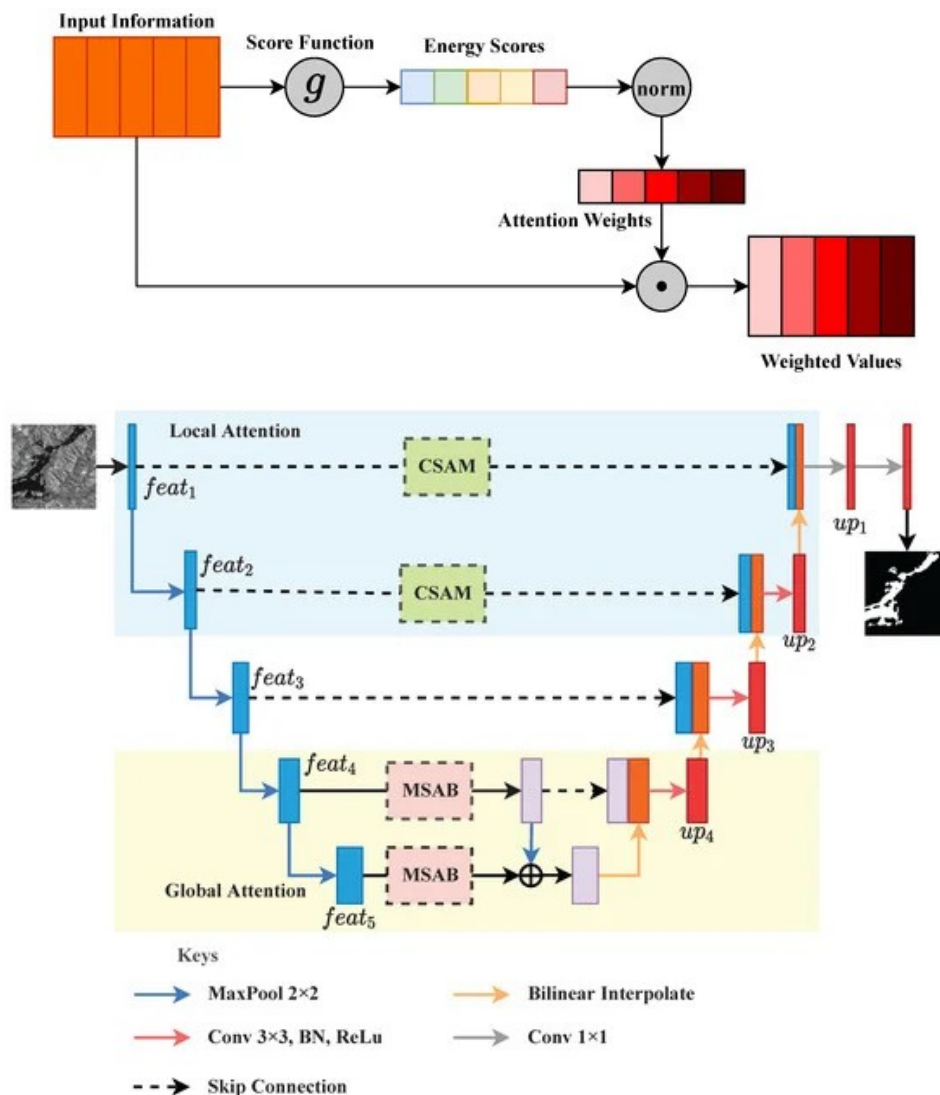 Input Information
Score Function
Energy Scores
g
norm
Attention Weights
Weighted Values
Local Attention
CSAM
feat₁
up₁
feat₂
CSAM
up₂
feat₃
up₃
feat₄
MSAB
up₄
MSAB
Global Attention
feat₅
Keys
MaxPool 2×2
Bilinear Interpolate
Conv 3×3, BN, ReLu
Conv 1×1
Skip Connection